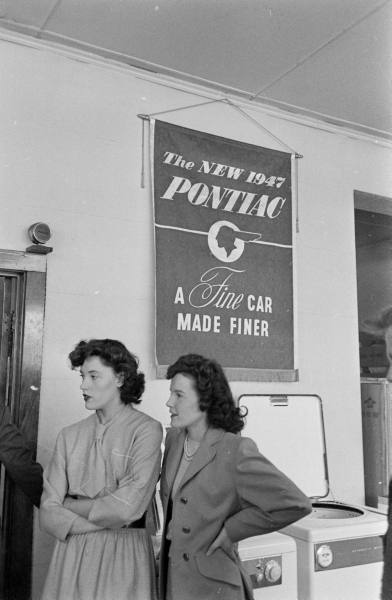 The NEW 1947
PONTIAC
A Fine CAR
MADE FINER